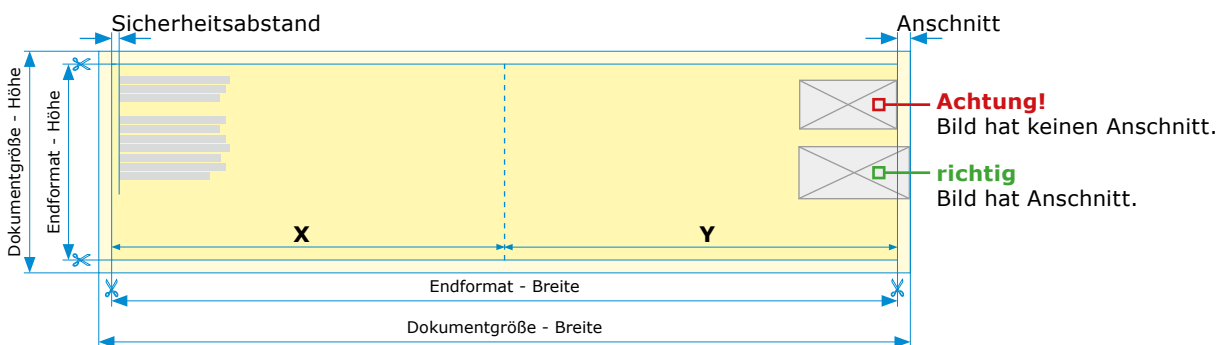 Sicherheitsabstand
Anschnitt
Dokumentgröße - Höhe
Endformat - Höhe
Achtung!
Bild hat keinen Anschnitt.
richtig
Bild hat Anschnitt.
X
Y
Endformat - Breite
Dokumentgröße - Breite